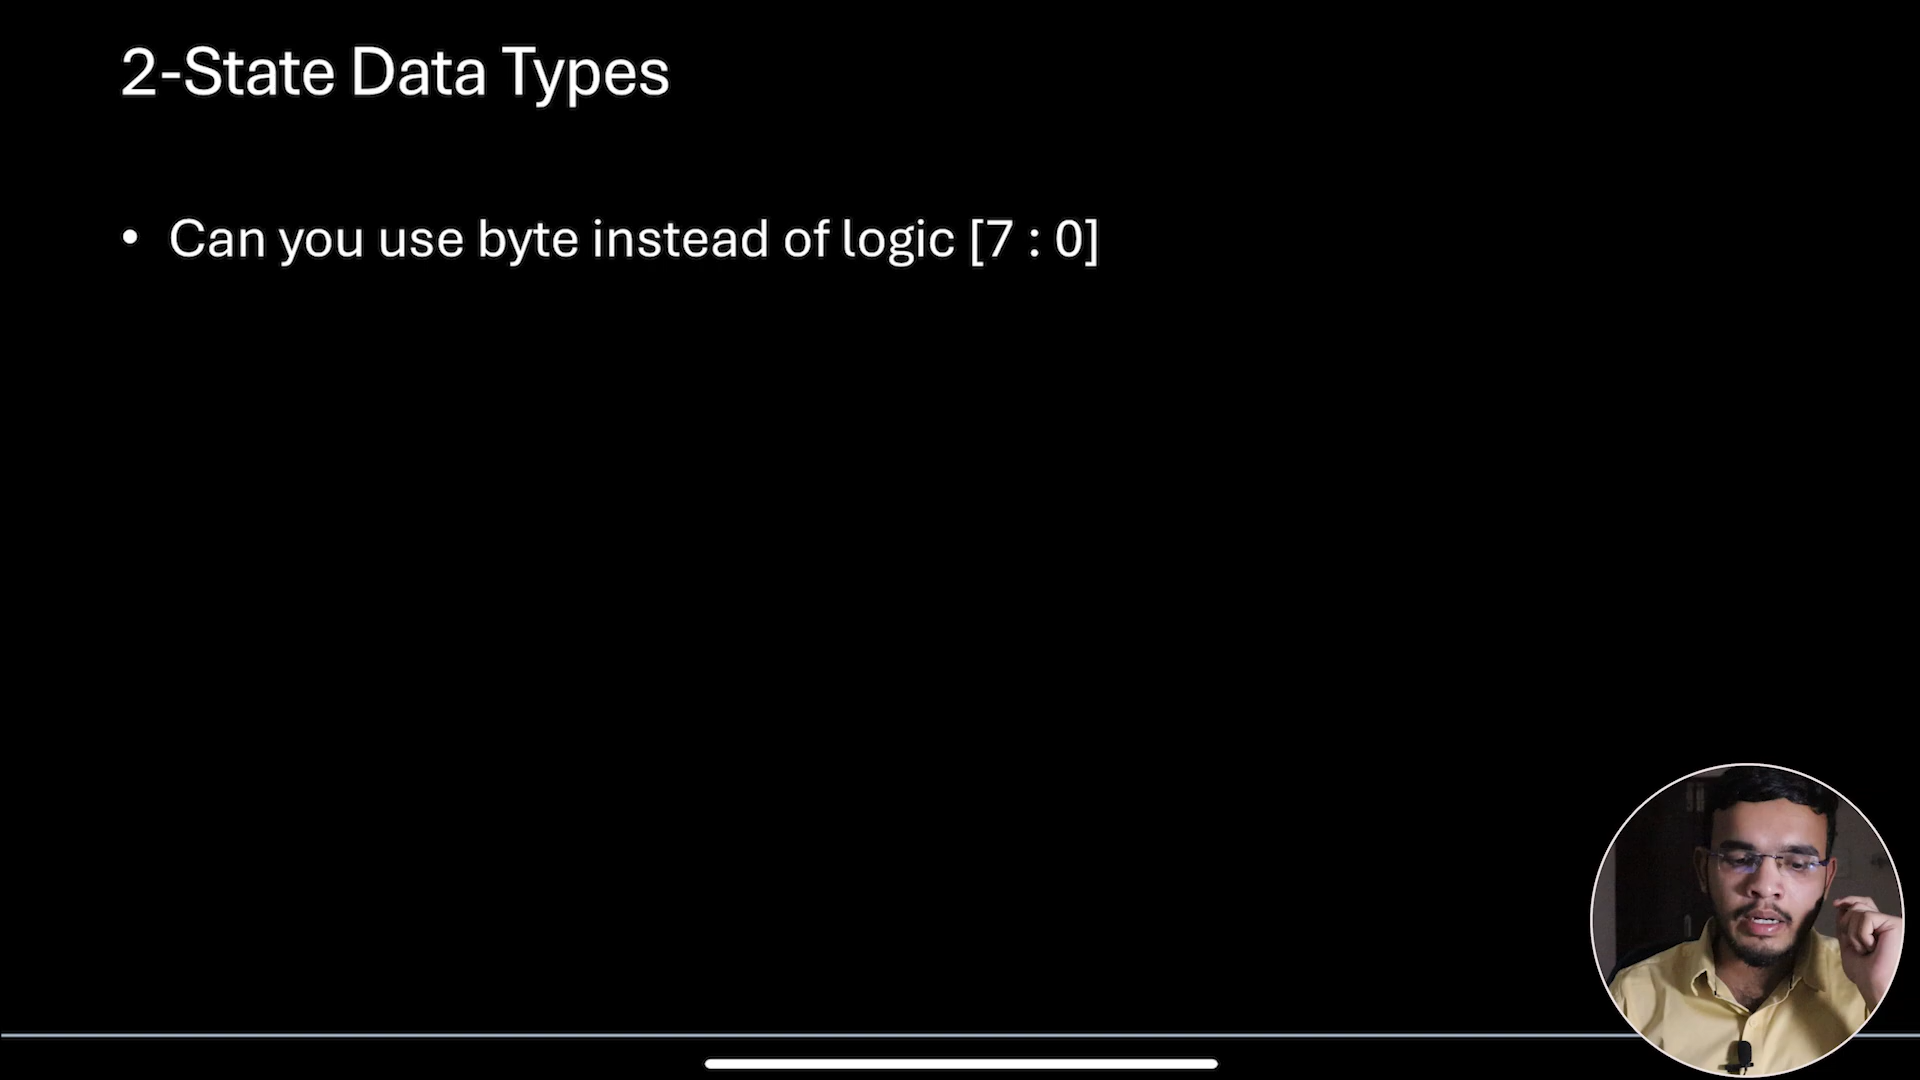 2-State Data Types
• Can you use byte instead of logic [7 : 0]